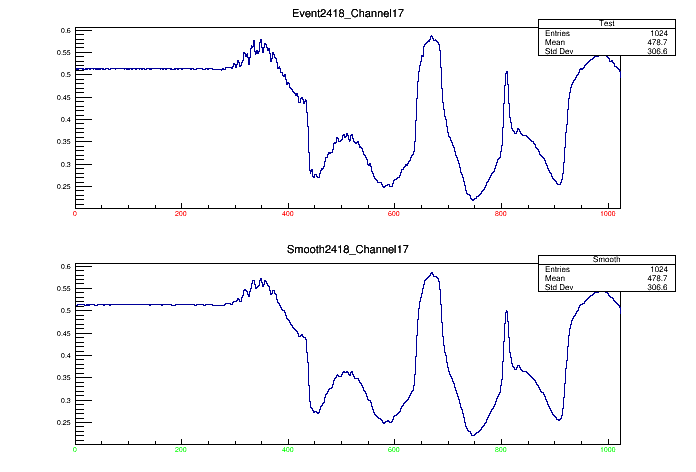 Event2418_Channel17
Test
Entries 1024
Mean 478.7
Std Dev 306.6
0.6
0.55
0.5
0.45
0.4
0.35
0.3
0.25
0 200 400 600 800 1000
Smooth2418_Channel17
Smooth
Entries 1024
Mean 478.7
Std Dev 306.6
0.6
0.55
0.5
0.45
0.4
0.35
0.3
0.25
0 200 400 600 800 1000